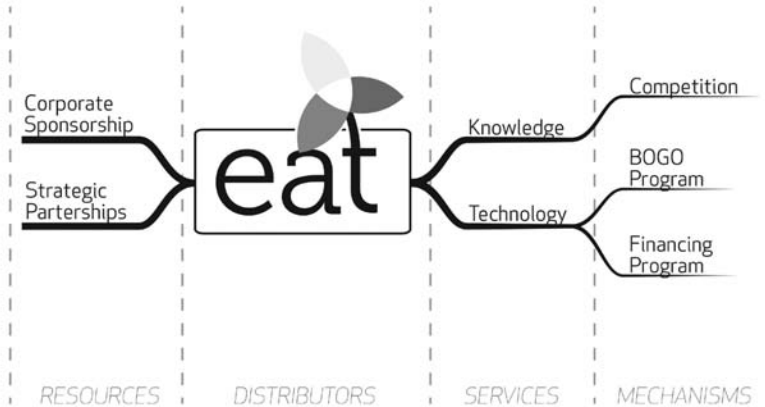 Corporate
Sponsorship
Strategic
Parterships
eat
Knowledge
Technology
Competition
BOGO
Program
Financing
Program
RESOURCES
DISTRIBUTORS
SERVICES
MECHANISMS